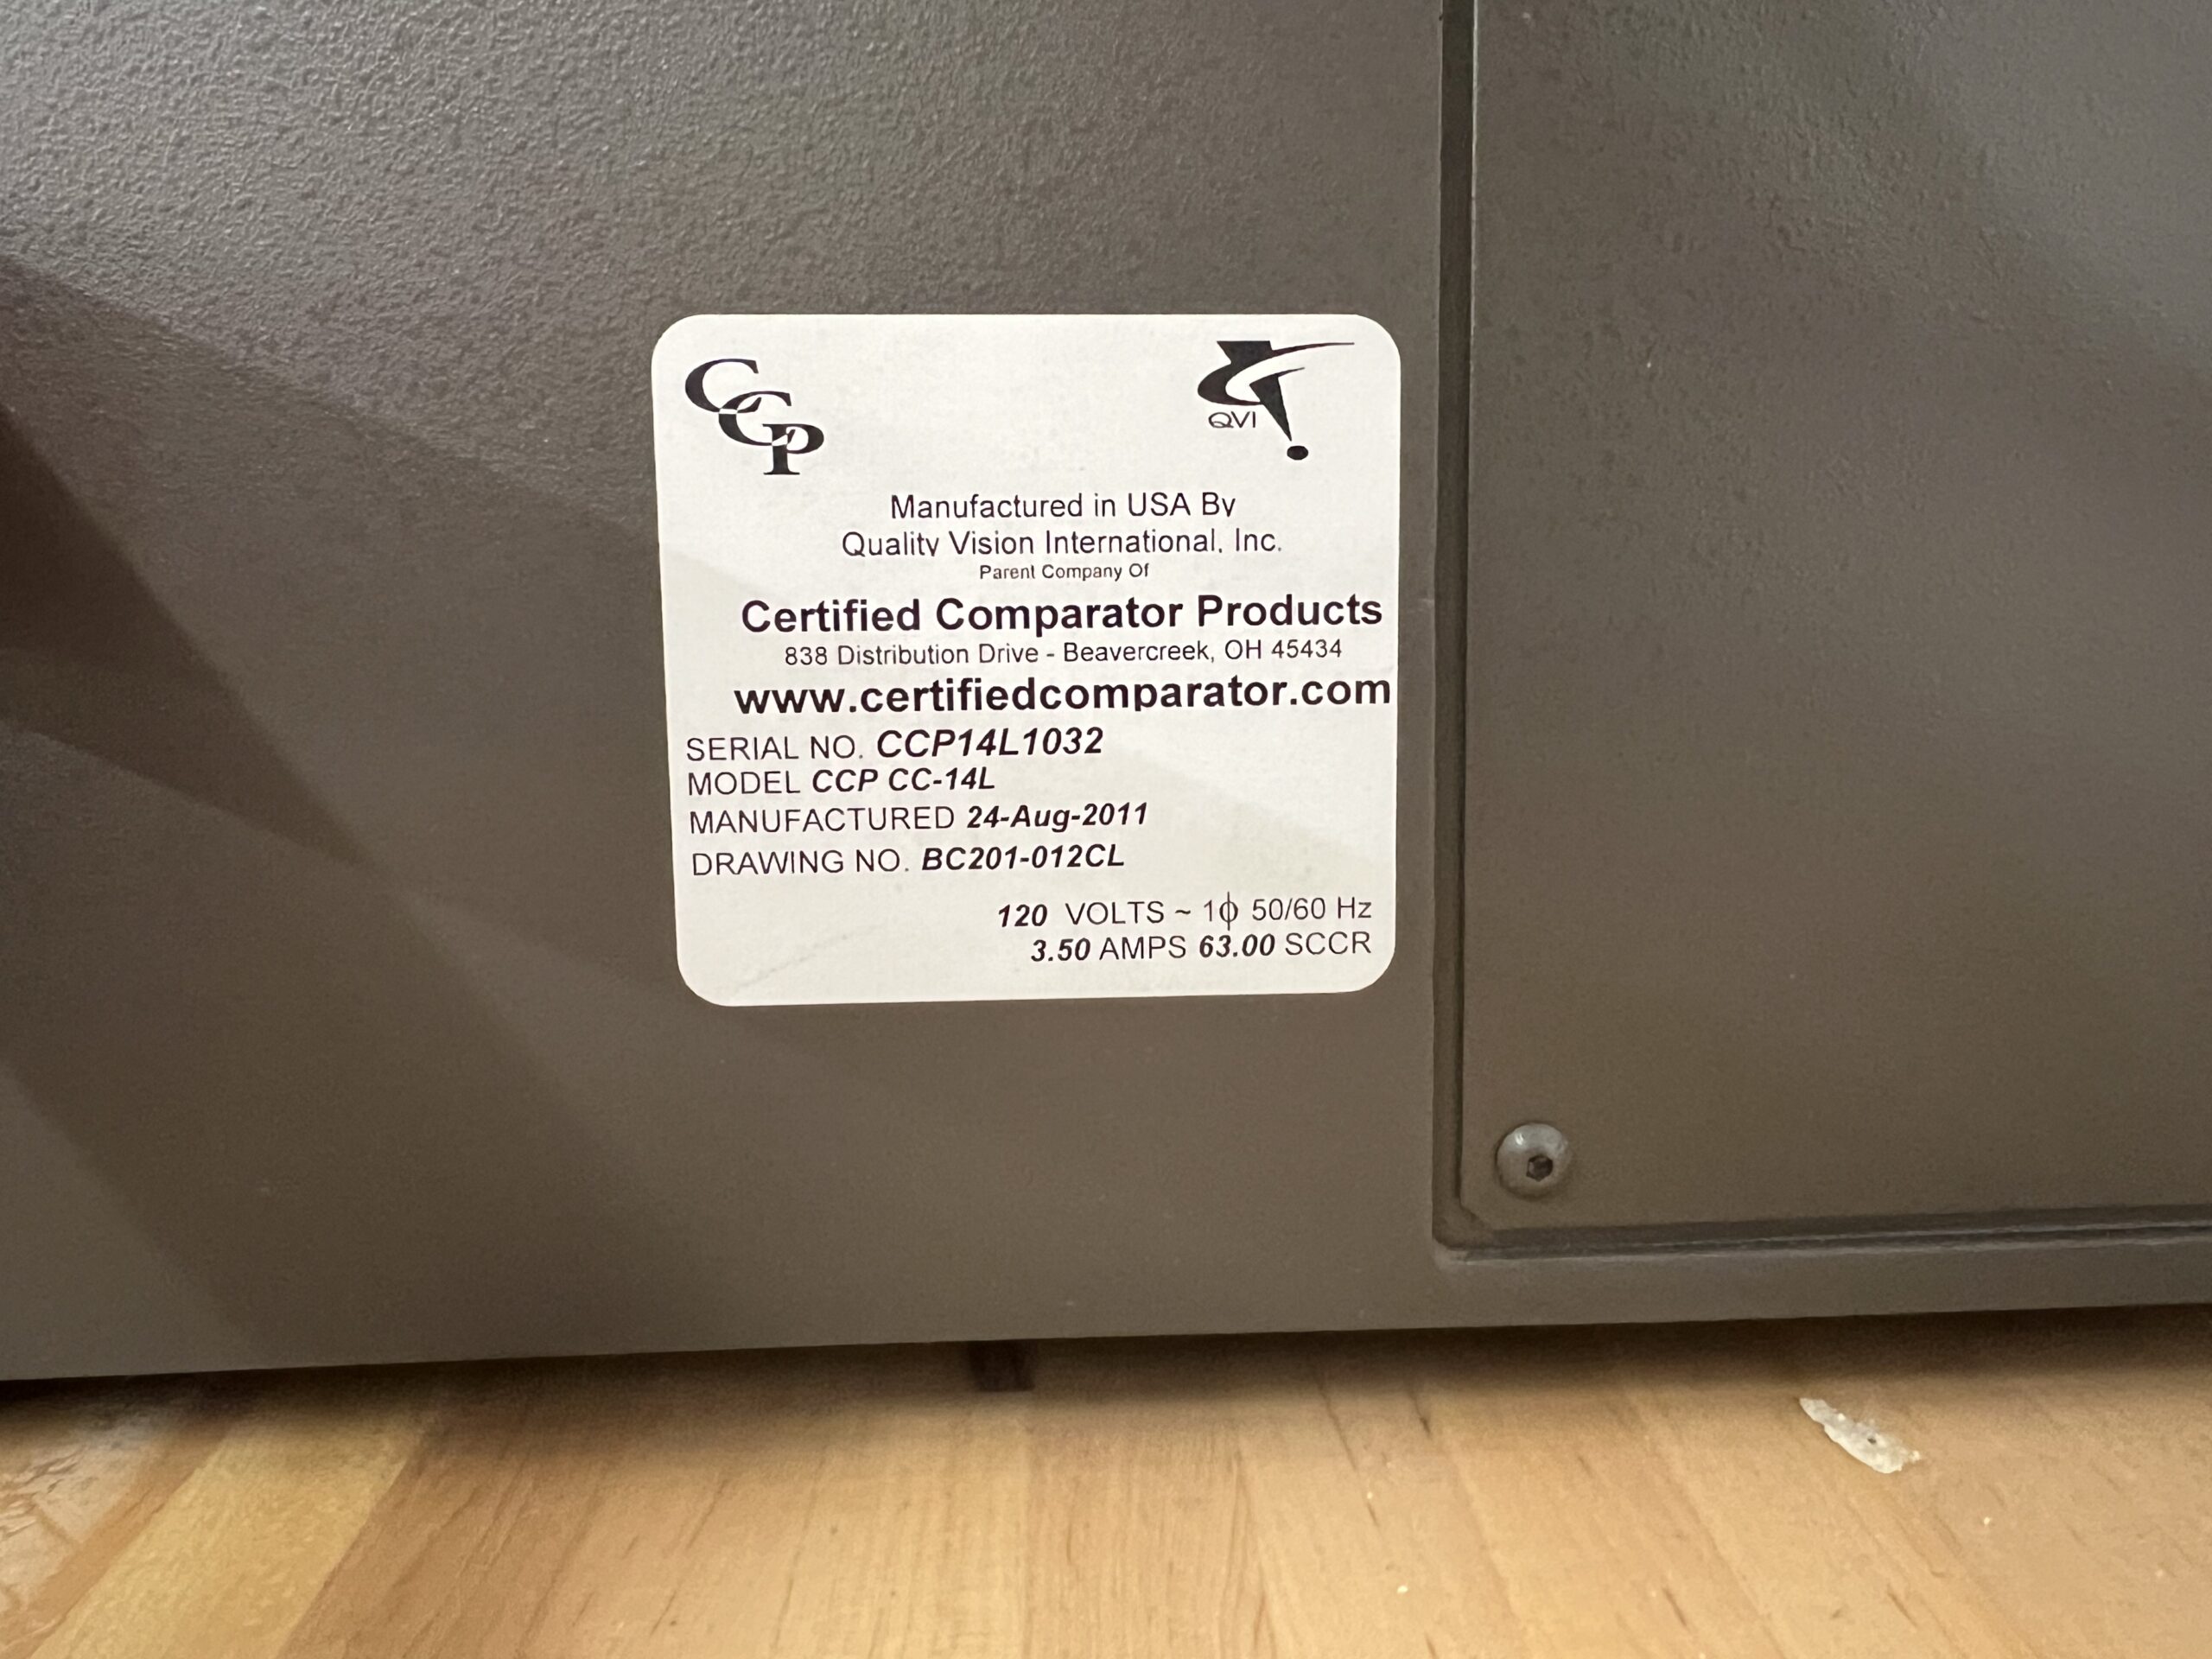 CCP
QVI
Manufactured in USA By
Quality Vision International, Inc.
Parent Company Of
Certified Comparator Products
838 Distribution Drive - Beavercreek, OH 45434
www.certifiedcomparator.com
SERIAL NO. CCP14L1032
MODEL CCP CC-14L
MANUFACTURED 24-Aug-2011
DRAWING NO. BC201-012CL
120 VOLTS ~ 1ϕ 50/60 Hz
3.50 AMPS 63.00 SCCR